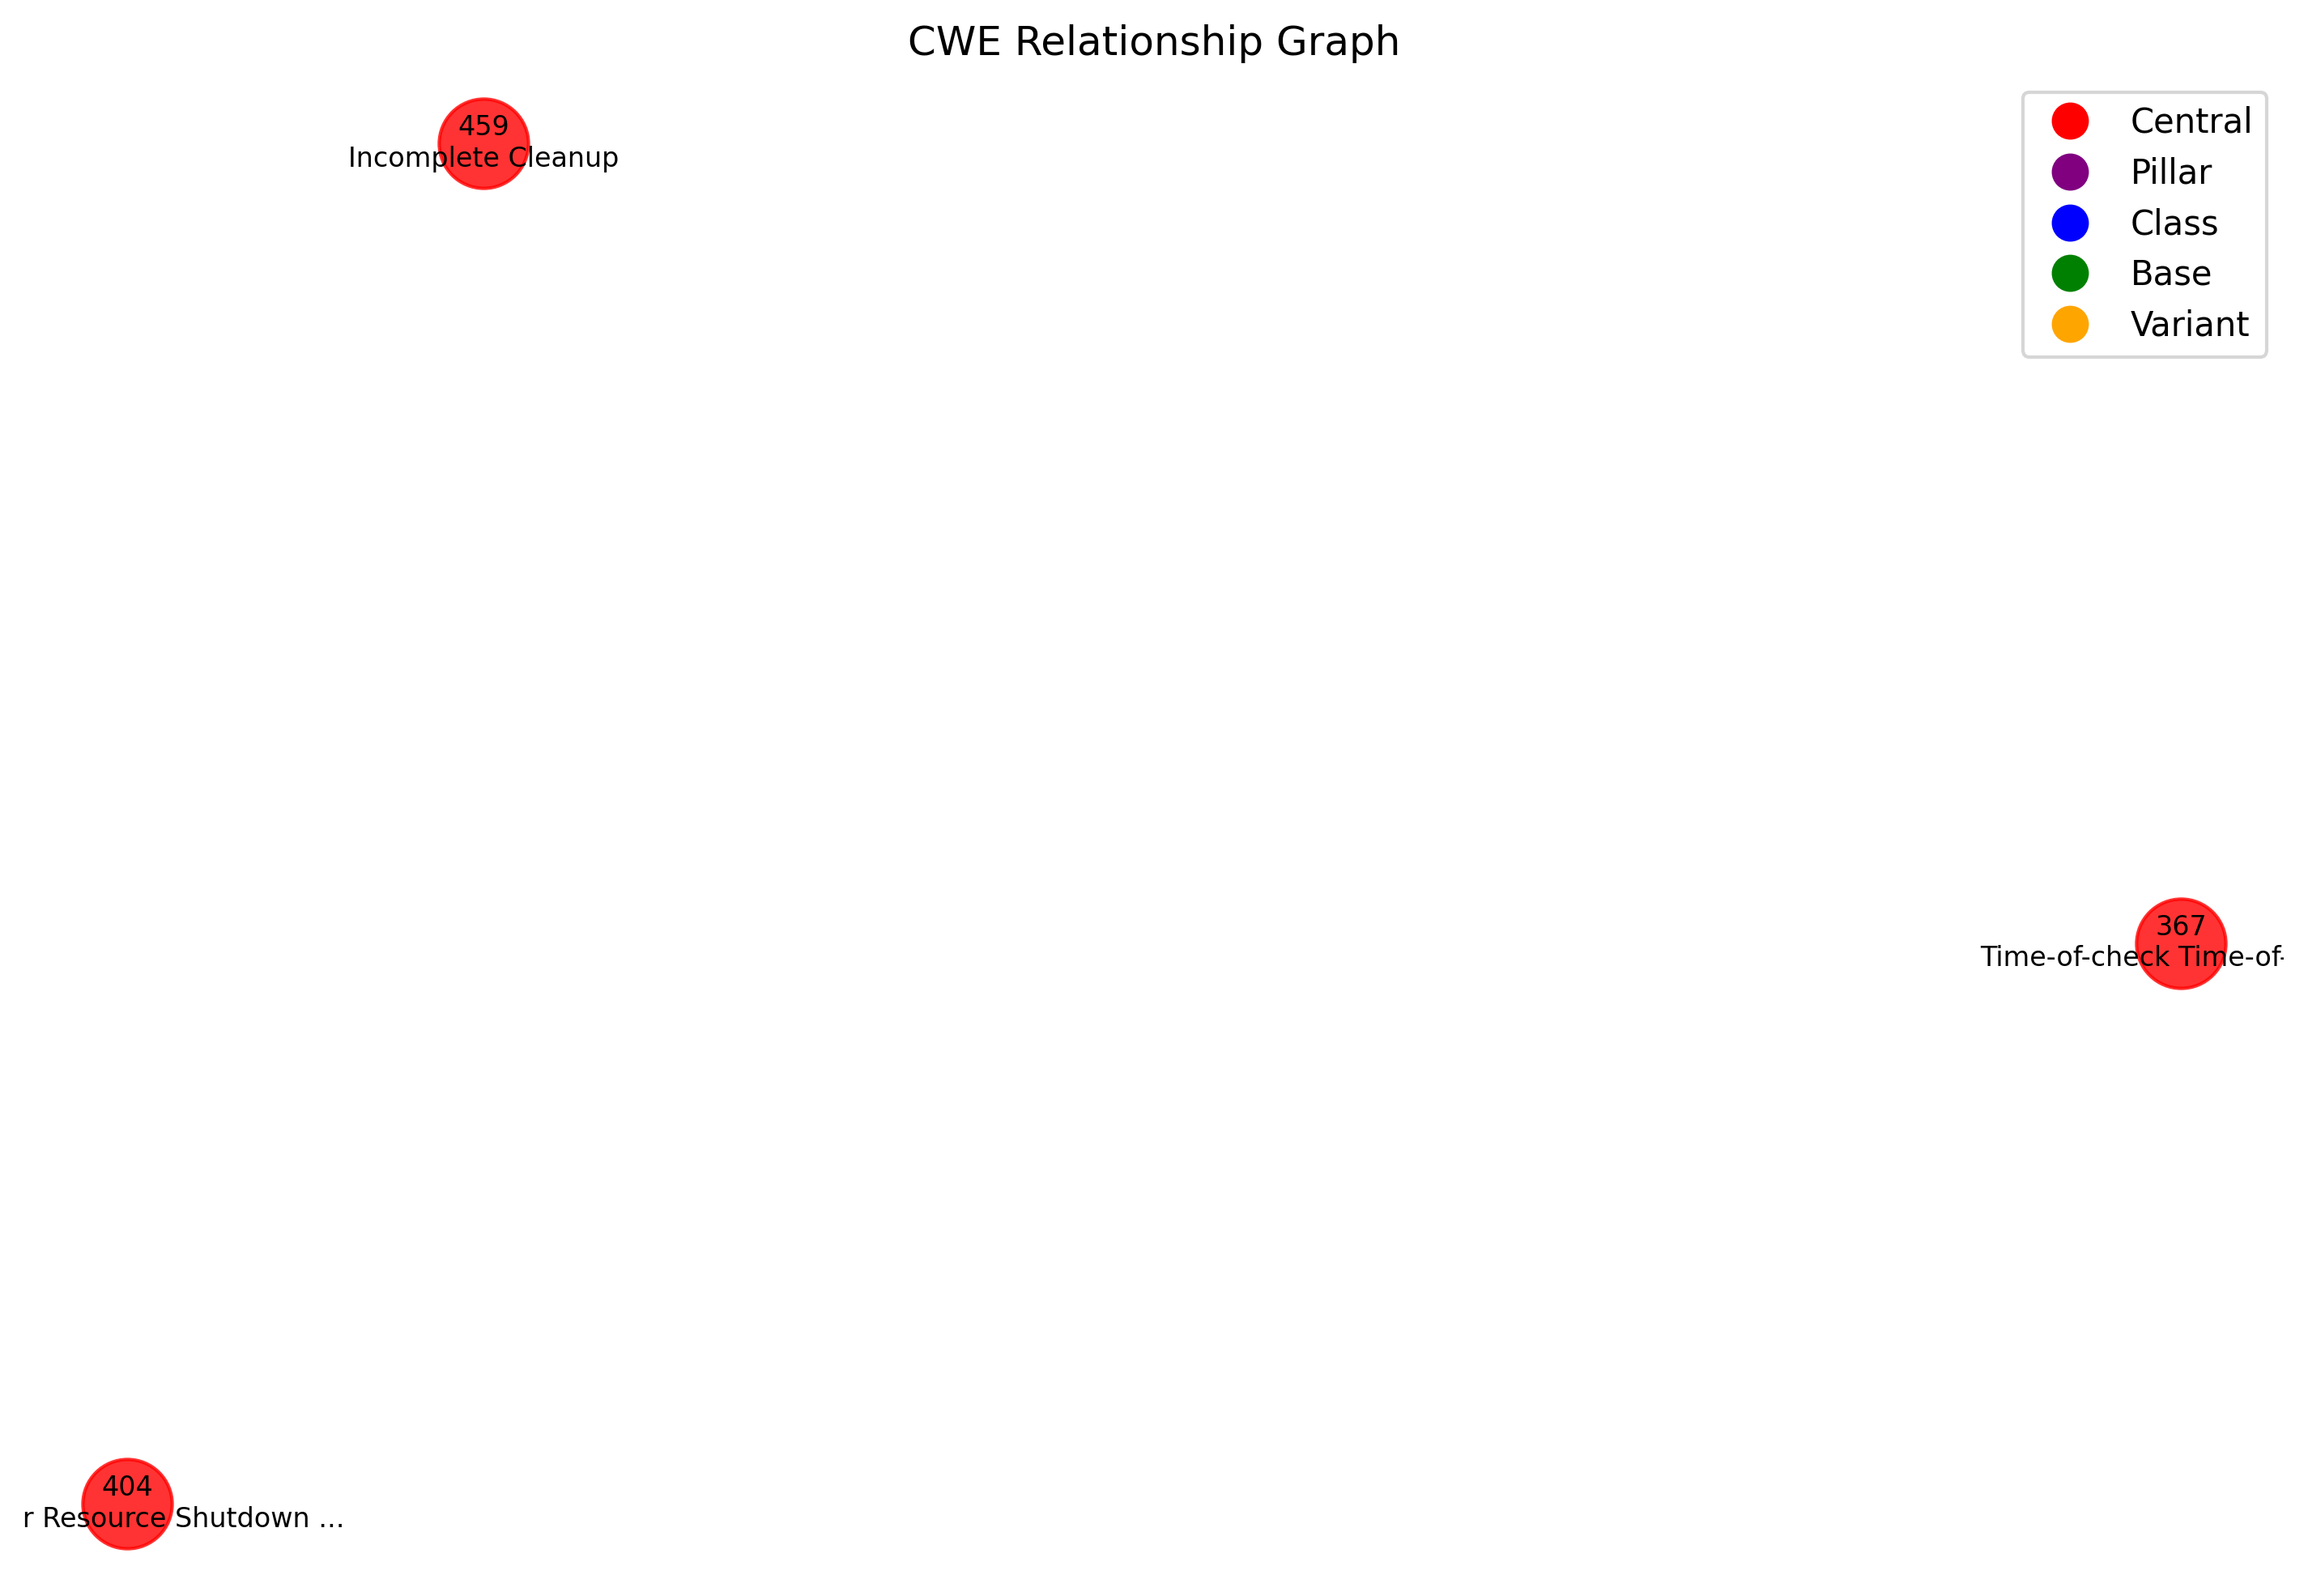 CWE Relationship Graph
459
Incomplete Cleanup
Central
Pillar
Class
Base
Variant
367
Time-of-check Time-of-
404
r Resource Shutdown ...